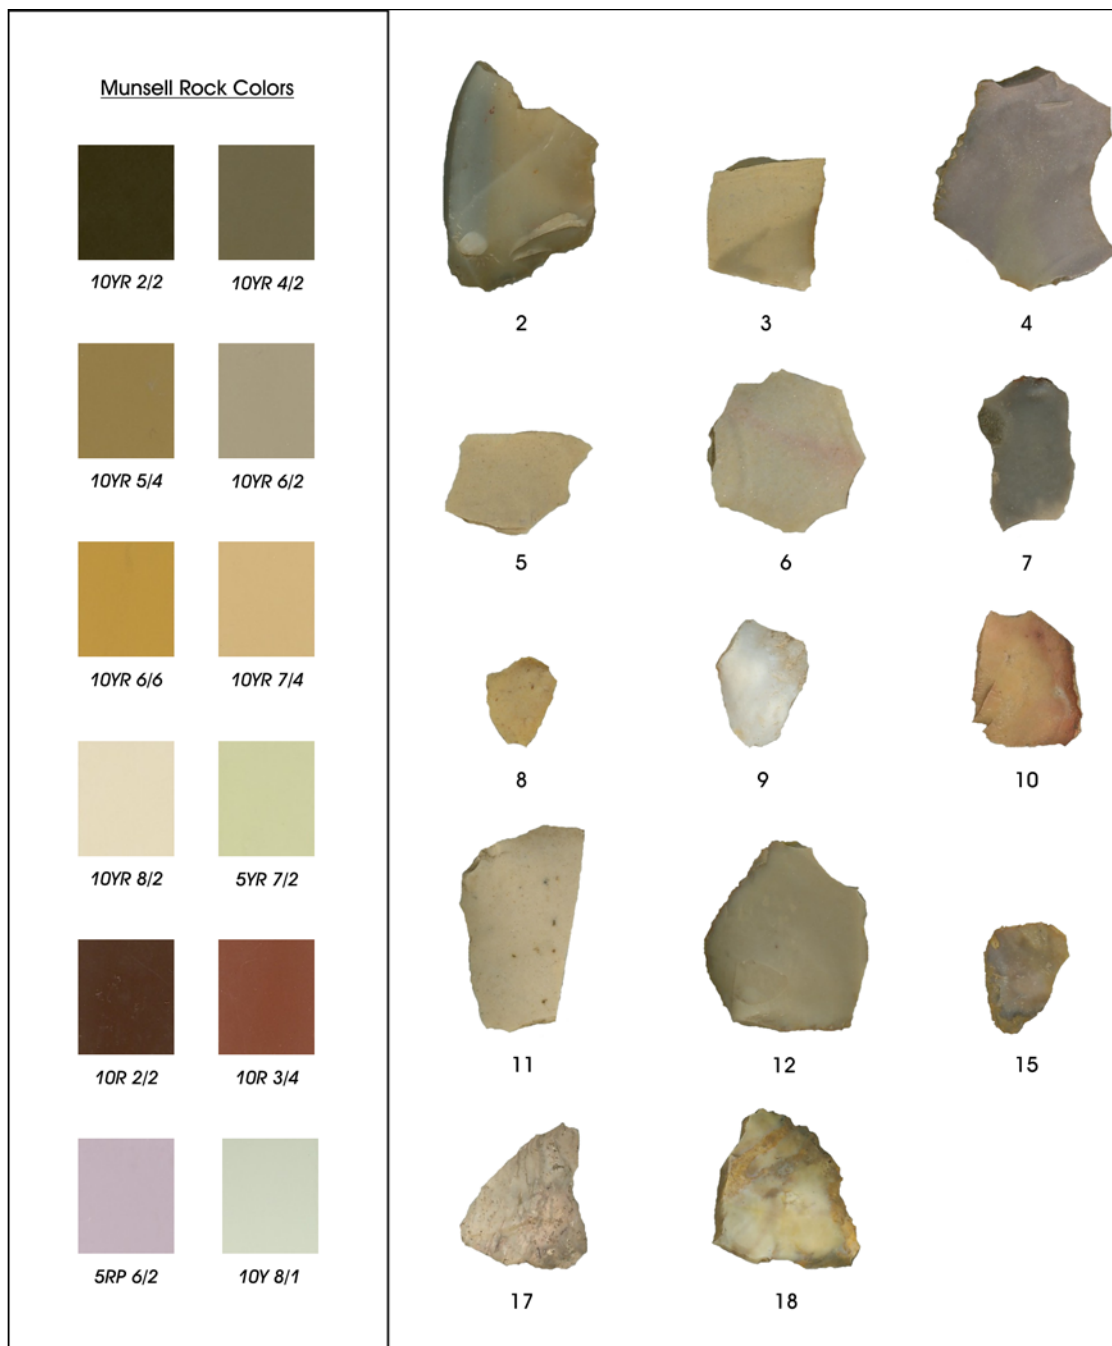 Munsell Rock Colors
10YR 2/2 10YR 4/2
10YR 5/4 10YR 6/2
10YR 6/6 10YR 7/4
10YR 8/2 5YR 7/2
10R 2/2 10R 3/4
5RP 6/2 10Y 8/1
2 3 4
5 6 7
8 9 10
11 12 15
17 18